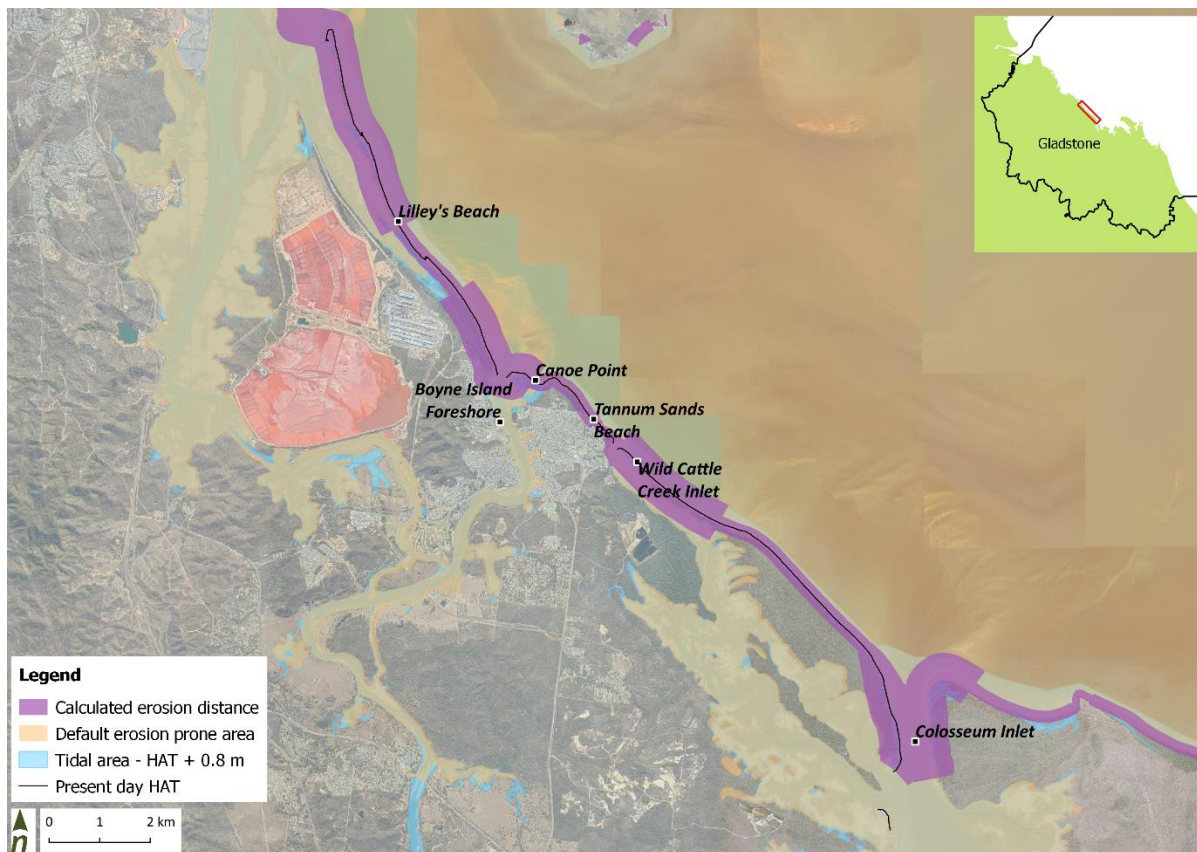 Gladstone
Lilley's Beach
Canoe Point
Boyne Island
Foreshore
Tannum Sands
Beach
Wild Cattle
Creek Inlet
Colosseum Inlet
Legend
Calculated erosion distance
Default erosion prone area
Tidal area - HAT + 0.8 m
Present day HAT
n
0 1 2 km